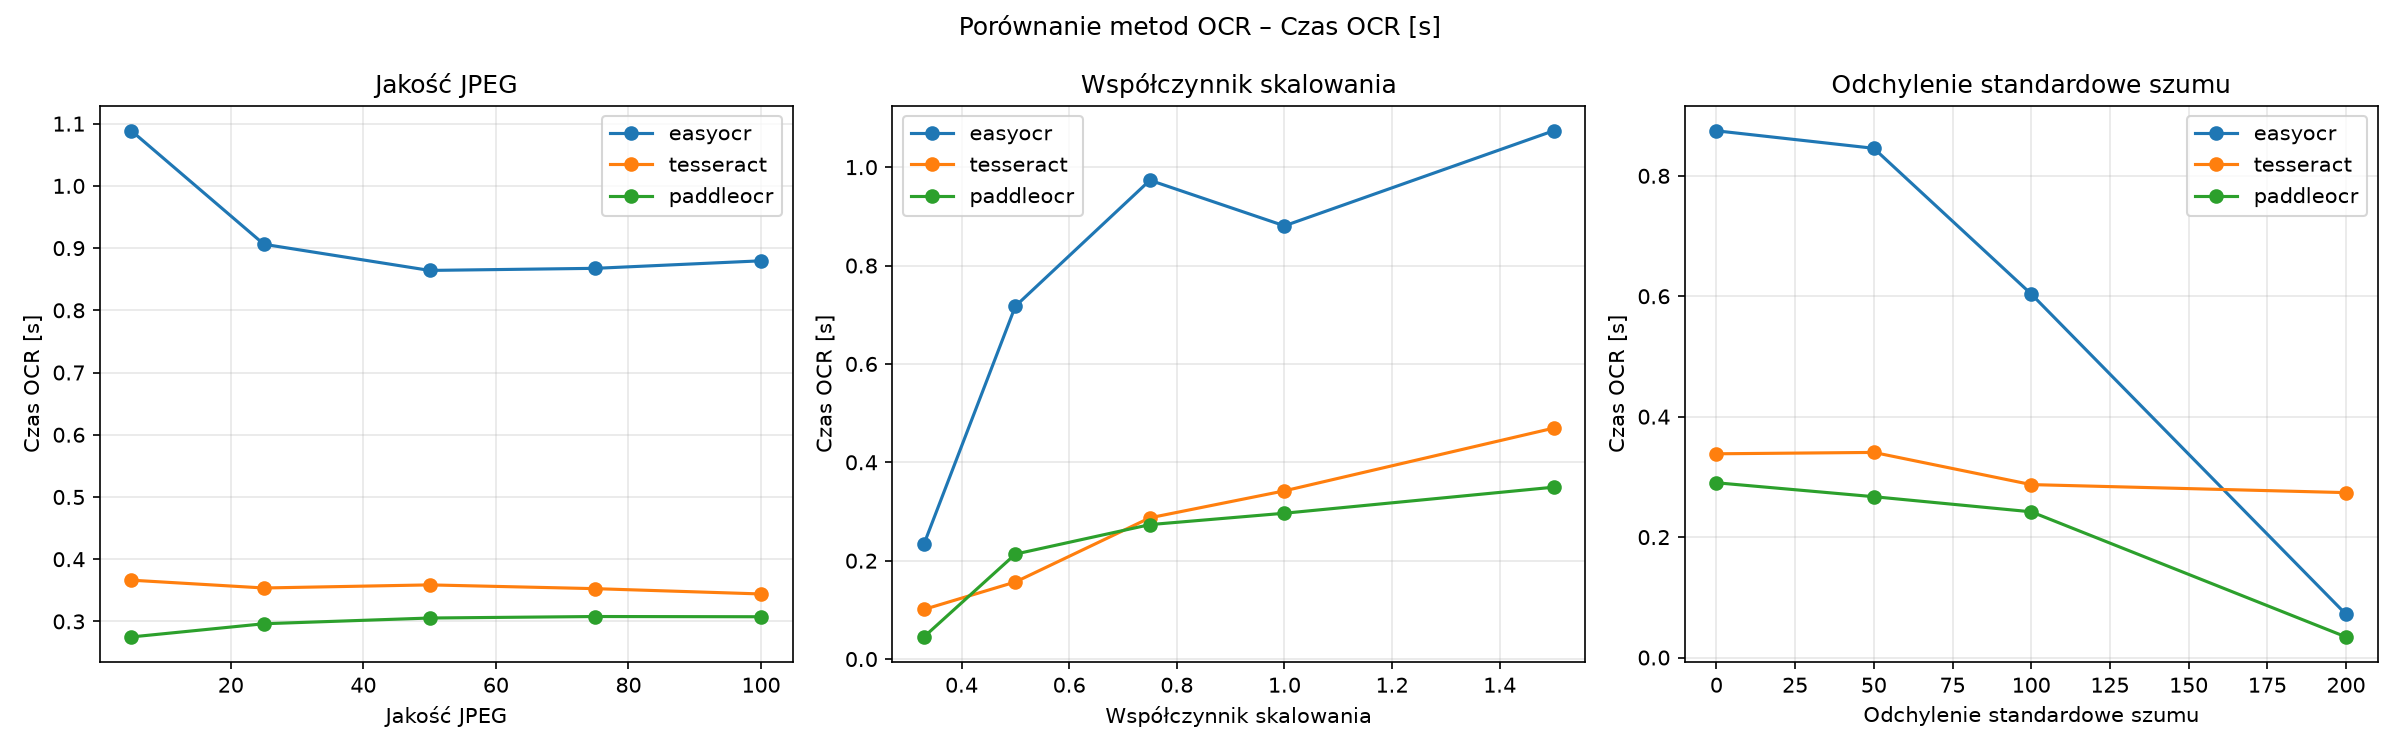 Porównanie metod OCR – Czas OCR [s]
Jakość JPEG
1.1
1.0
0.9
0.8
0.7
0.6
0.5
0.4
0.3
Czas OCR [s]
easyocr
tesseract
paddleocr
20 40 60 80 100
Jakość JPEG
Współczynnik skalowania
1.0
0.8
0.6
0.4
0.2
0.0
Czas OCR [s]
easyocr
tesseract
paddleocr
0.4 0.6 0.8 1.0 1.2 1.4
Współczynnik skalowania
Odchylenie standardowe szumu
0.8
0.6
0.4
0.2
0.0
Czas OCR [s]
easyocr
tesseract
paddleocr
0 25 50 75 100 125 150 175 200
Odchylenie standardowe szumu